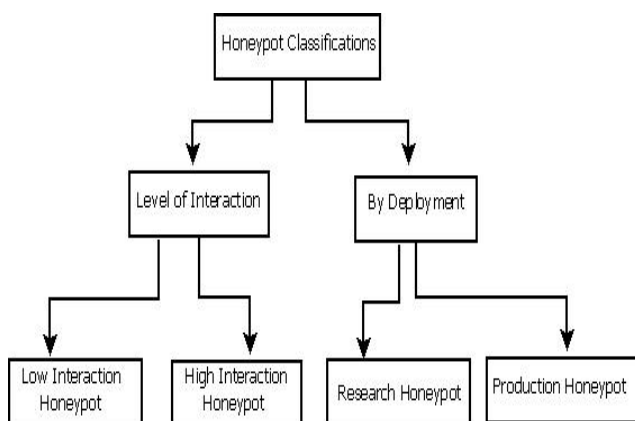 Honeypot Classifications
Level of Interaction
By Deployment
Low Interaction
Honeypot
High Interaction
Honeypot
Research Honeypot
Production Honeypot